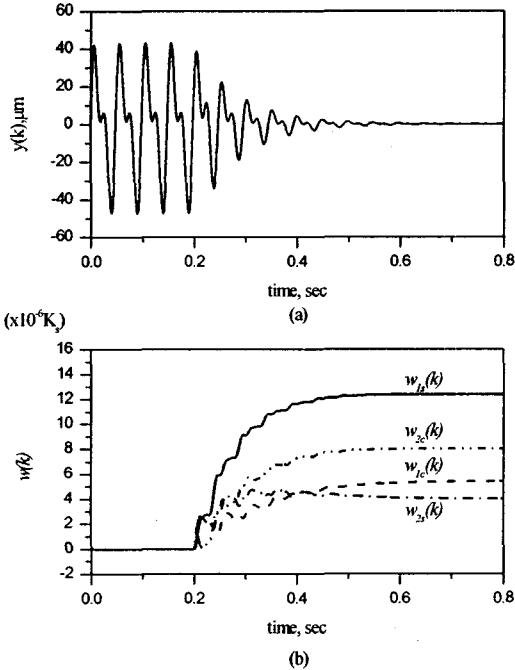 60
40
20
0
-20
-40
-60
y(k),μm
0.0 0.2 0.4 0.6 0.8
time, sec
(a)
(x10⁻⁶Kₛ)
16
14
12
10
8
6
4
2
0
-2
w(k)
w₁ₛ(k)
w₂c(k)
w₁c(k)
w₂ₛ(k)
0.0 0.2 0.4 0.6 0.8
time, sec
(b)